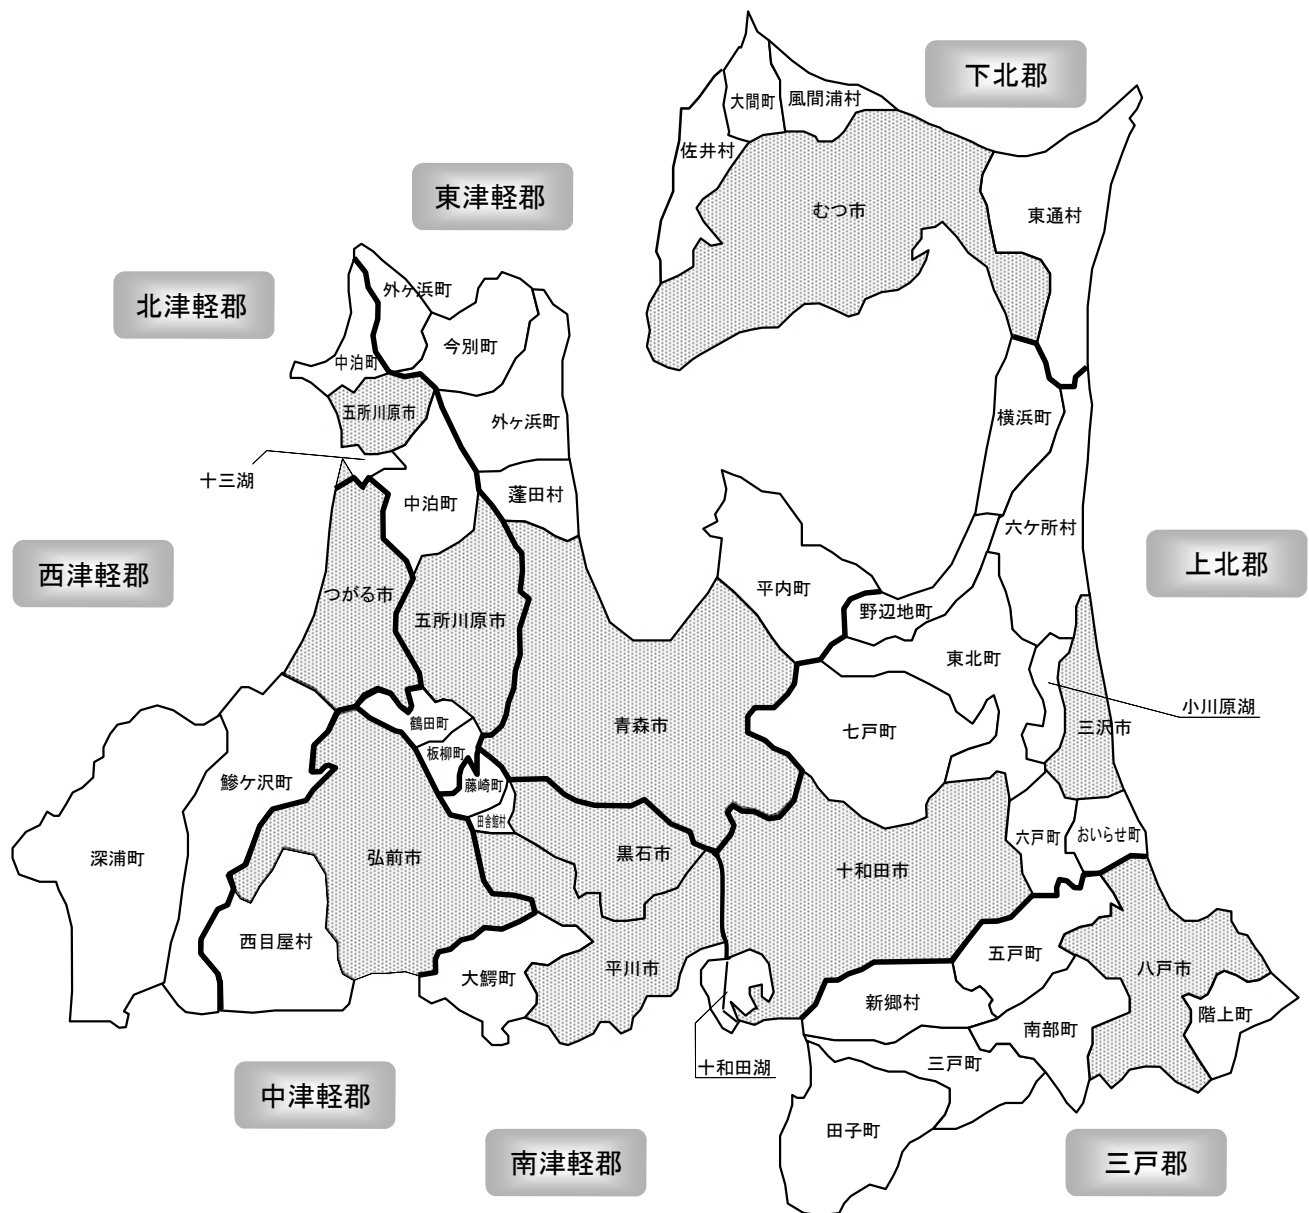 下北郡
大間町
風間浦村
佐井村
東津軽郡
むつ市
東通村
北津軽郡
外ヶ浜町
今別町
中泊町
五所川原市
横浜町
外ヶ浜町
十三湖
中泊町
蓬田村
六ケ所村
西津軽郡
上北郡
つがる市
平内町
五所川原市
野辺地町
東北町
小川原湖
鶴田町
青森市
七戸町
三沢市
板柳町
鰺ケ沢町
藤崎町
田舎館村
六戸町
おいらせ町
深浦町
弘前市
黒石市
十和田市
西目屋村
五戸町
大鰐町
平川市
八戸市
新郷村
階上町
南部町
十和田湖
三戸町
中津軽郡
田子町
南津軽郡
三戸郡